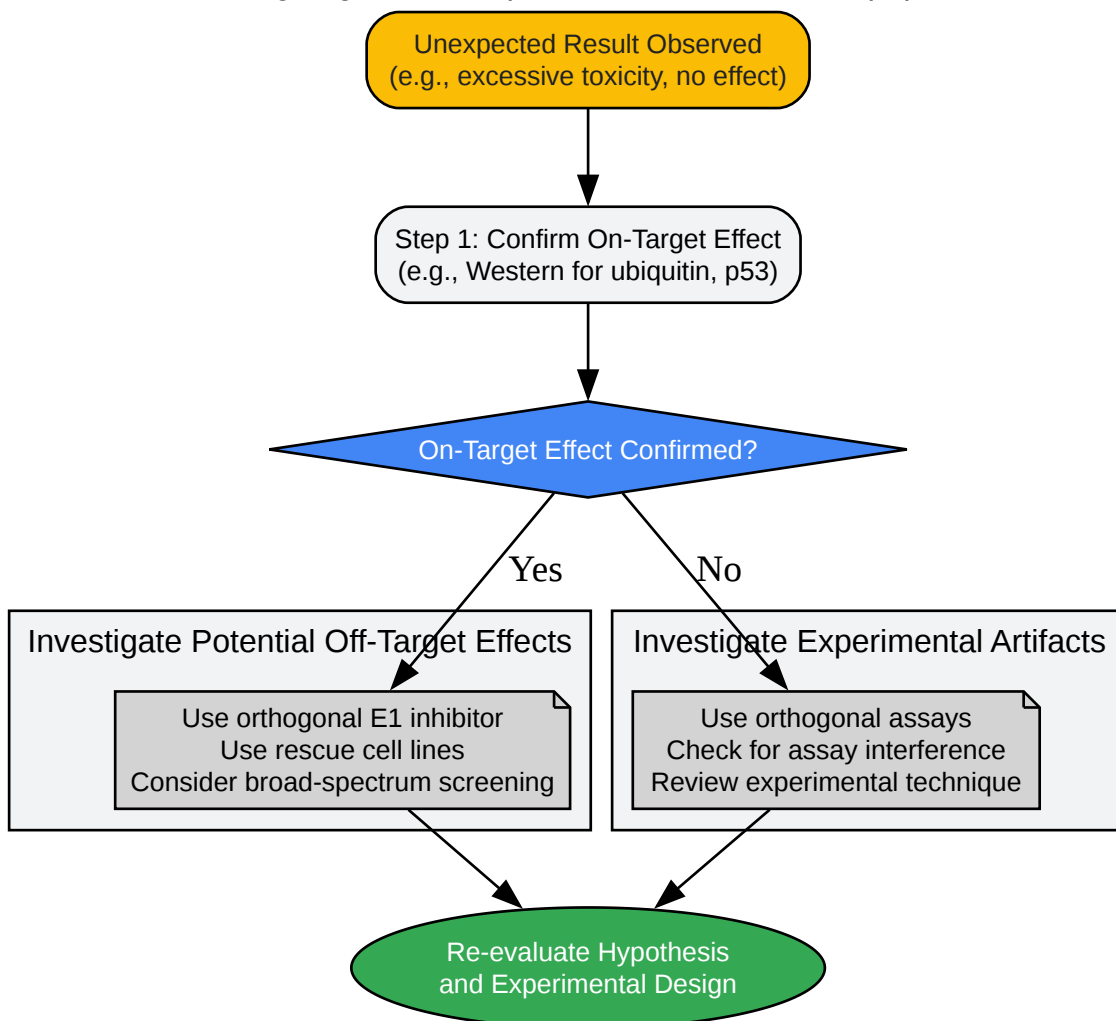 Unexpected Result Observed
(e.g., excessive toxicity, no effect)
Step 1: Confirm On-Target Effect
(e.g., Western for ubiquitin, p53)
On-Target Effect Confirmed?
Yes
No
Investigate Potential Off-Target Effects
Use orthogonal E1 inhibitor
Use rescue cell lines
Consider broad-spectrum screening
Investigate Experimental Artifacts
Use orthogonal assays
Check for assay interference
Review experimental technique
Re-evaluate Hypothesis
and Experimental Design